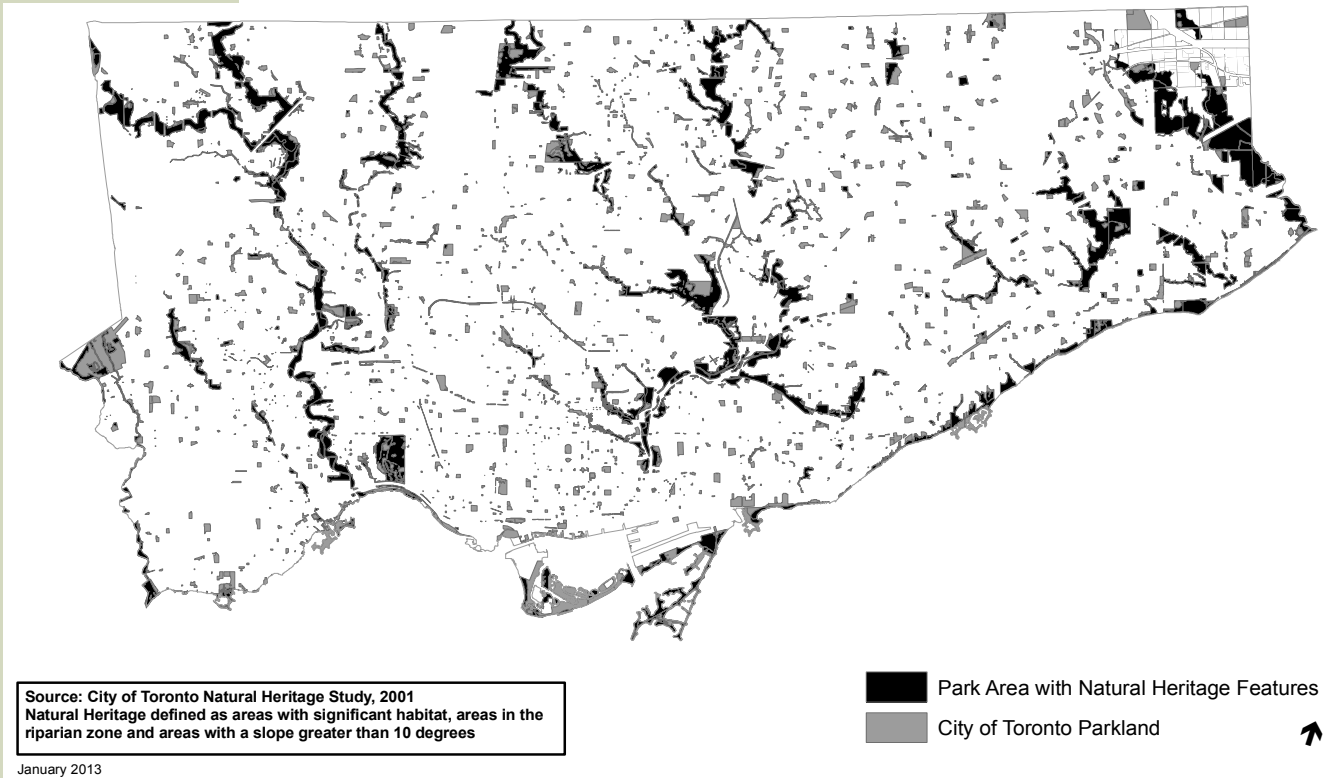 Source: City of Toronto Natural Heritage Study, 2001
Natural Heritage defined as areas with significant habitat, areas in the
riparian zone and areas with a slope greater than 10 degrees
January 2013
Park Area with Natural Heritage Features
City of Toronto Parkland